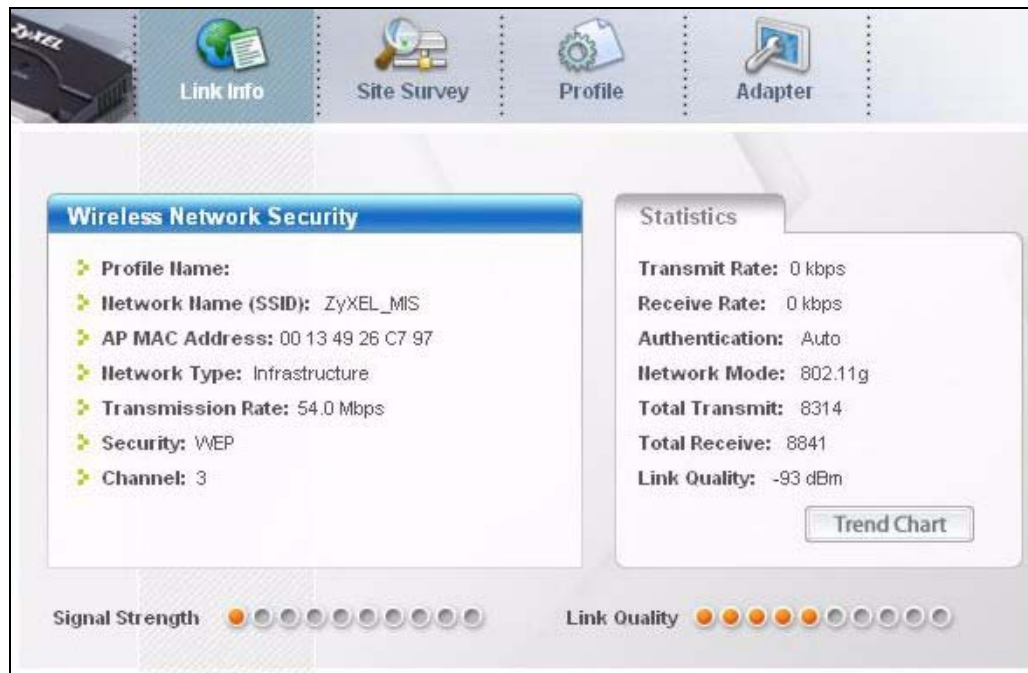 ZyXEL
Link Info
Site Survey
Profile
Adapter
Wireless Network Security
Profile Name:
Network Name (SSID): ZyXEL_MIS
AP MAC Address: 00 13 49 26 C7 97
Network Type: Infrastructure
Transmission Rate: 54.0 Mbps
Security: WEP
Channel: 3
Statistics
Transmit Rate: 0 kbps
Receive Rate: 0 kbps
Authentication: Auto
Network Mode: 802.11g
Total Transmit: 8314
Total Receive: 8841
Link Quality: -93 dBm
Trend Chart
Signal Strength
Link Quality